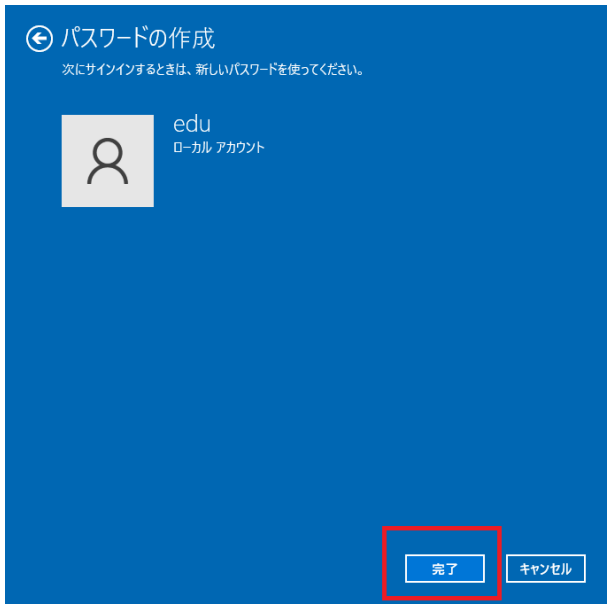 パスワードの作成
次にサインインするときは、新しいパスワードを使ってください。
edu
ローカル アカウント
完了
キャンセル